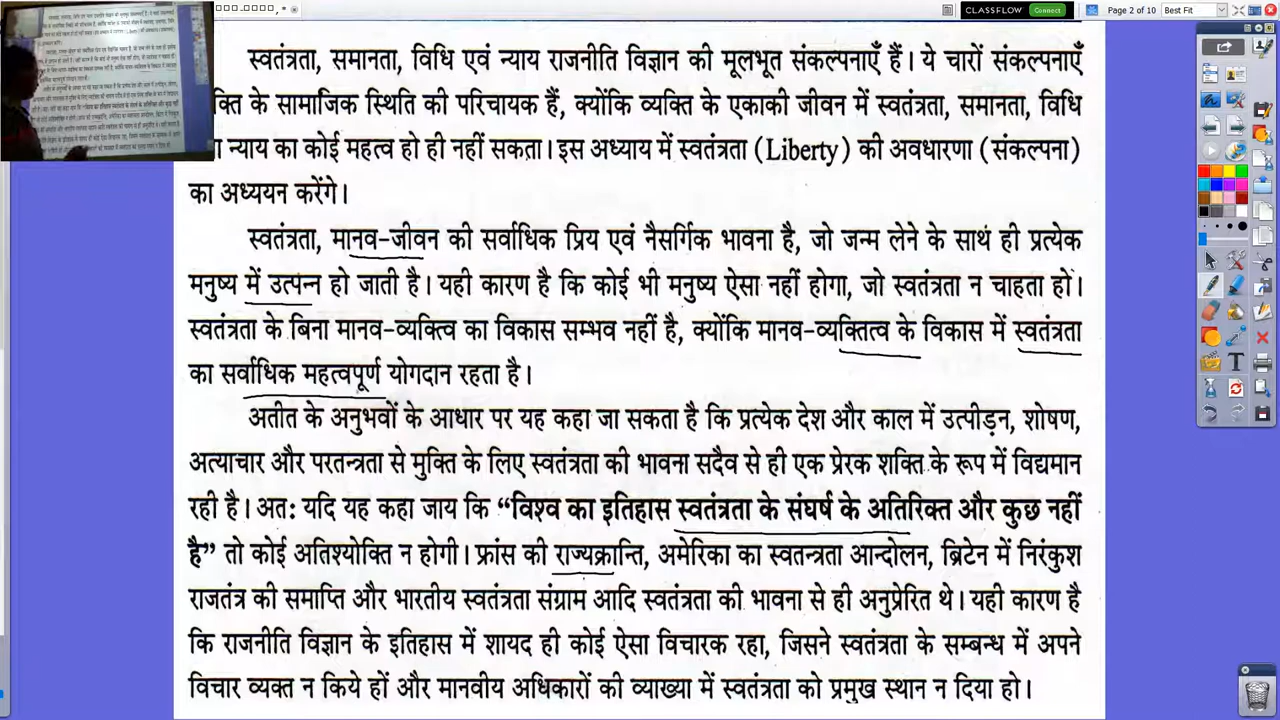 CLASSFLOW Connect
Page 2 of 10
Best Fit
स्वतंत्रता, समानता, विधि एवं न्याय राजनीति विज्ञान की मूलभूत संकल्पनाएँ हैं। ये चारों संकल्पनाएँ
क्ति के सामाजिक स्थिति की परिचायक हैं, क्योंकि व्यक्ति के एकाकी जीवन में स्वतंत्रता, समानता, विधि
न्याय का कोई महत्व हो ही नहीं सकता। इस अध्याय में स्वतंत्रता (Liberty) की अवधारणा (संकल्पना)
का अध्ययन करेंगे।
स्वतंत्रता, मानव-जीवन की सर्वाधिक प्रिय एवं नैसर्गिक भावना है, जो जन्म लेने के साथ ही प्रत्येक
मनुष्य में उत्पन्न हो जाती है। यही कारण है कि कोई भी मनुष्य ऐसा नहीं होगा, जो स्वतंत्रता न चाहता हो।
स्वतंत्रता के बिना मानव-व्यक्त्वि का विकास सम्भव नहीं है, क्योंकि मानव-व्यक्तित्व के विकास में स्वतंत्रता
का सर्वाधिक महत्वपूर्ण योगदान रहता है।
अतीत के अनुभवों के आधार पर यह कहा जा सकता है कि प्रत्येक देश और काल में उत्पीड़न, शोषण,
अत्याचार और परतन्त्रता से मुक्ति के लिए स्वतंत्रता की भावना सदैव से ही एक प्रेरक शक्ति के रूप में विद्यमान
रही है। अतः यदि यह कहा जाय कि “विश्व का इतिहास स्वतंत्रता के संघर्ष के अतिरिक्त और कुछ नहीं
है” तो कोई अतिश्योक्ति न होगी। फ्रांस की राज्यक्रान्ति, अमेरिका का स्वतन्त्रता आन्दोलन, ब्रिटेन में निरंकुश
राजतंत्र की समाप्ति और भारतीय स्वतंत्रता संग्राम आदि स्वतंत्रता की भावना से ही अनुप्रेरित थे। यही कारण है
कि राजनीति विज्ञान के इतिहास में शायद ही कोई ऐसा विचारक रहा, जिसने स्वतंत्रता के सम्बन्ध में अपने
विचार व्यक्त न किये हों और मानवीय अधिकारों की व्याख्या में स्वतंत्रता को प्रमुख स्थान न दिया हो।